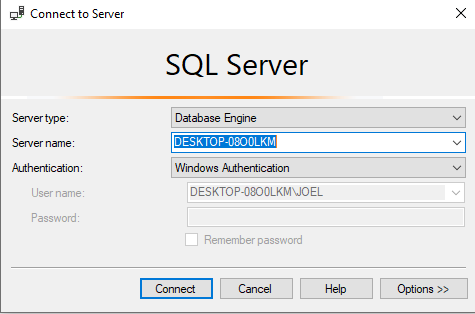 Connect to Server
SQL Server
Server type: Database Engine
Server name: DESKTOP-08O0LKM
Authentication: Windows Authentication
User name: DESKTOP-08O0LKM\JOEL
Password:
Remember password
Connect Cancel Help Options >>